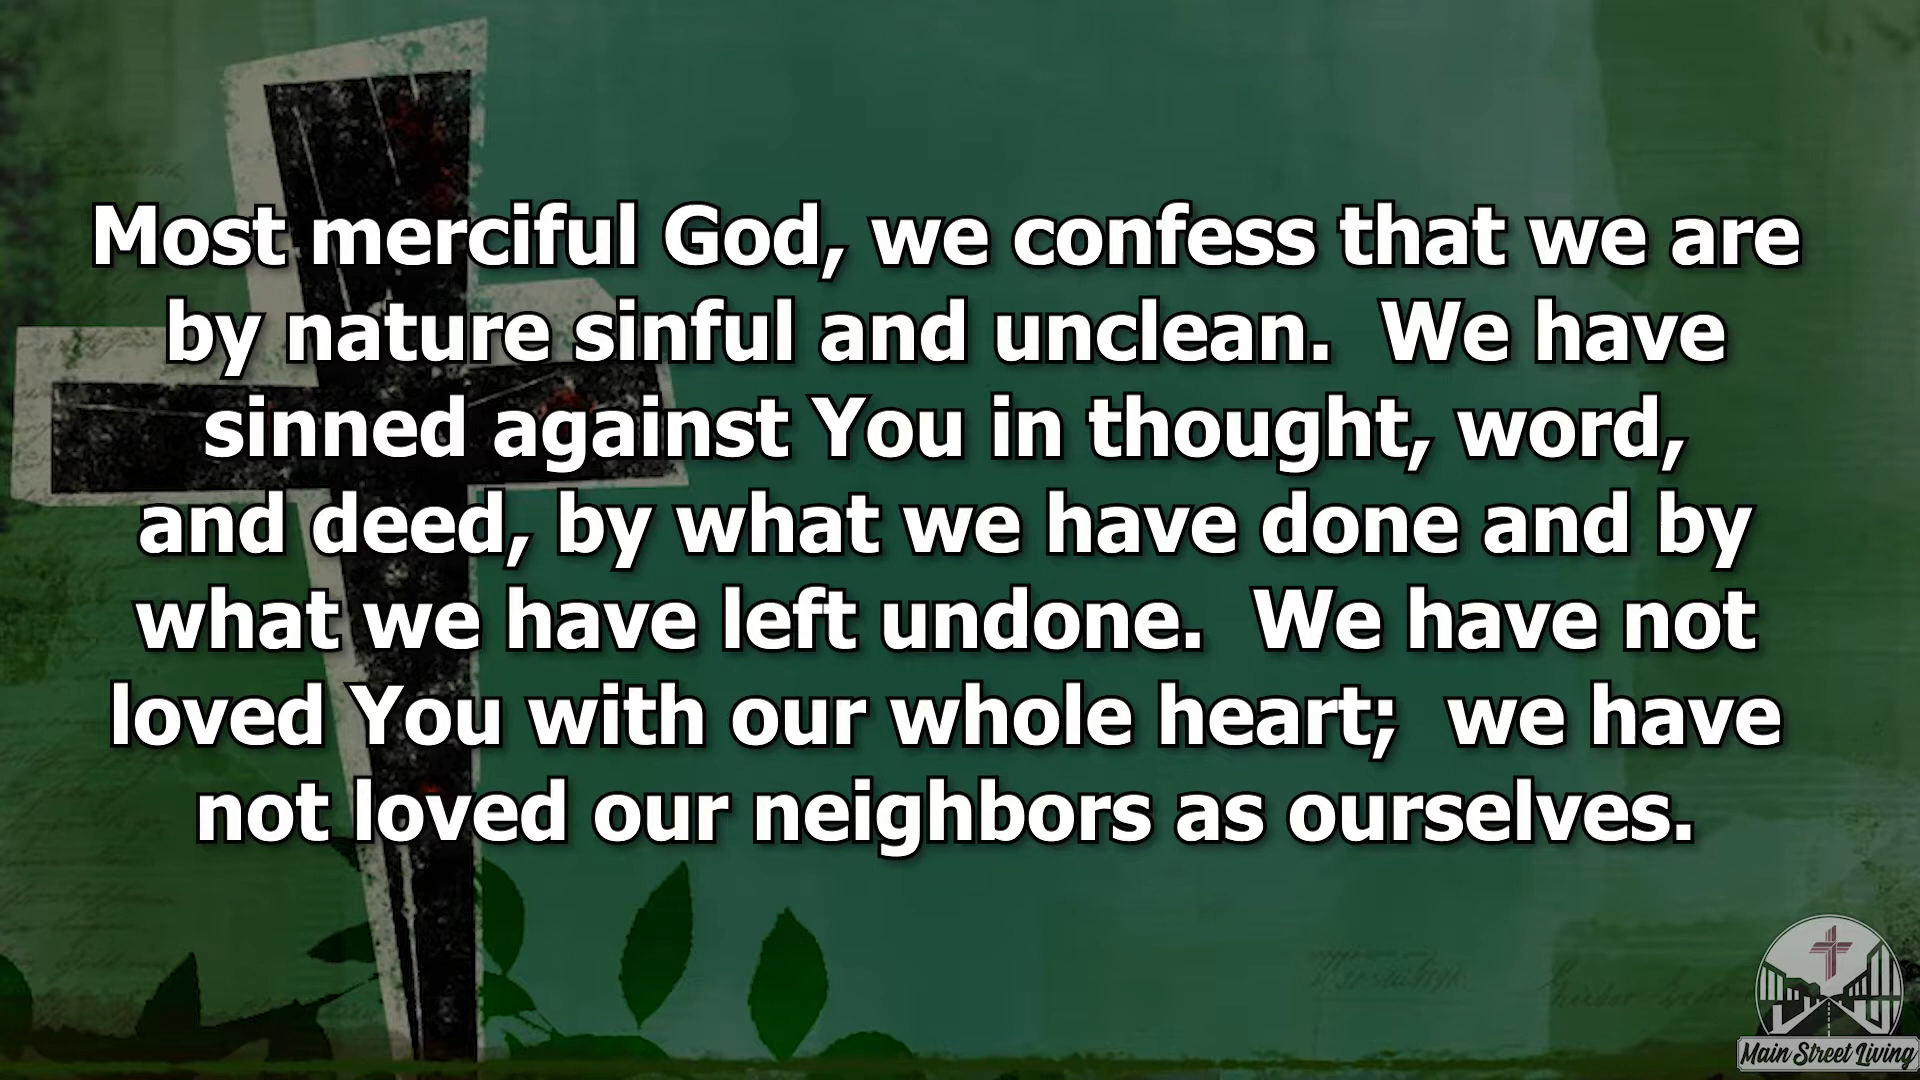 Most merciful God, we confess that we are
by nature sinful and unclean.  We have
sinned against You in thought, word,
and deed, by what we have done and by
what we have left undone.  We have not
loved You with our whole heart;  we have
not loved our neighbors as ourselves.
Main Street Living